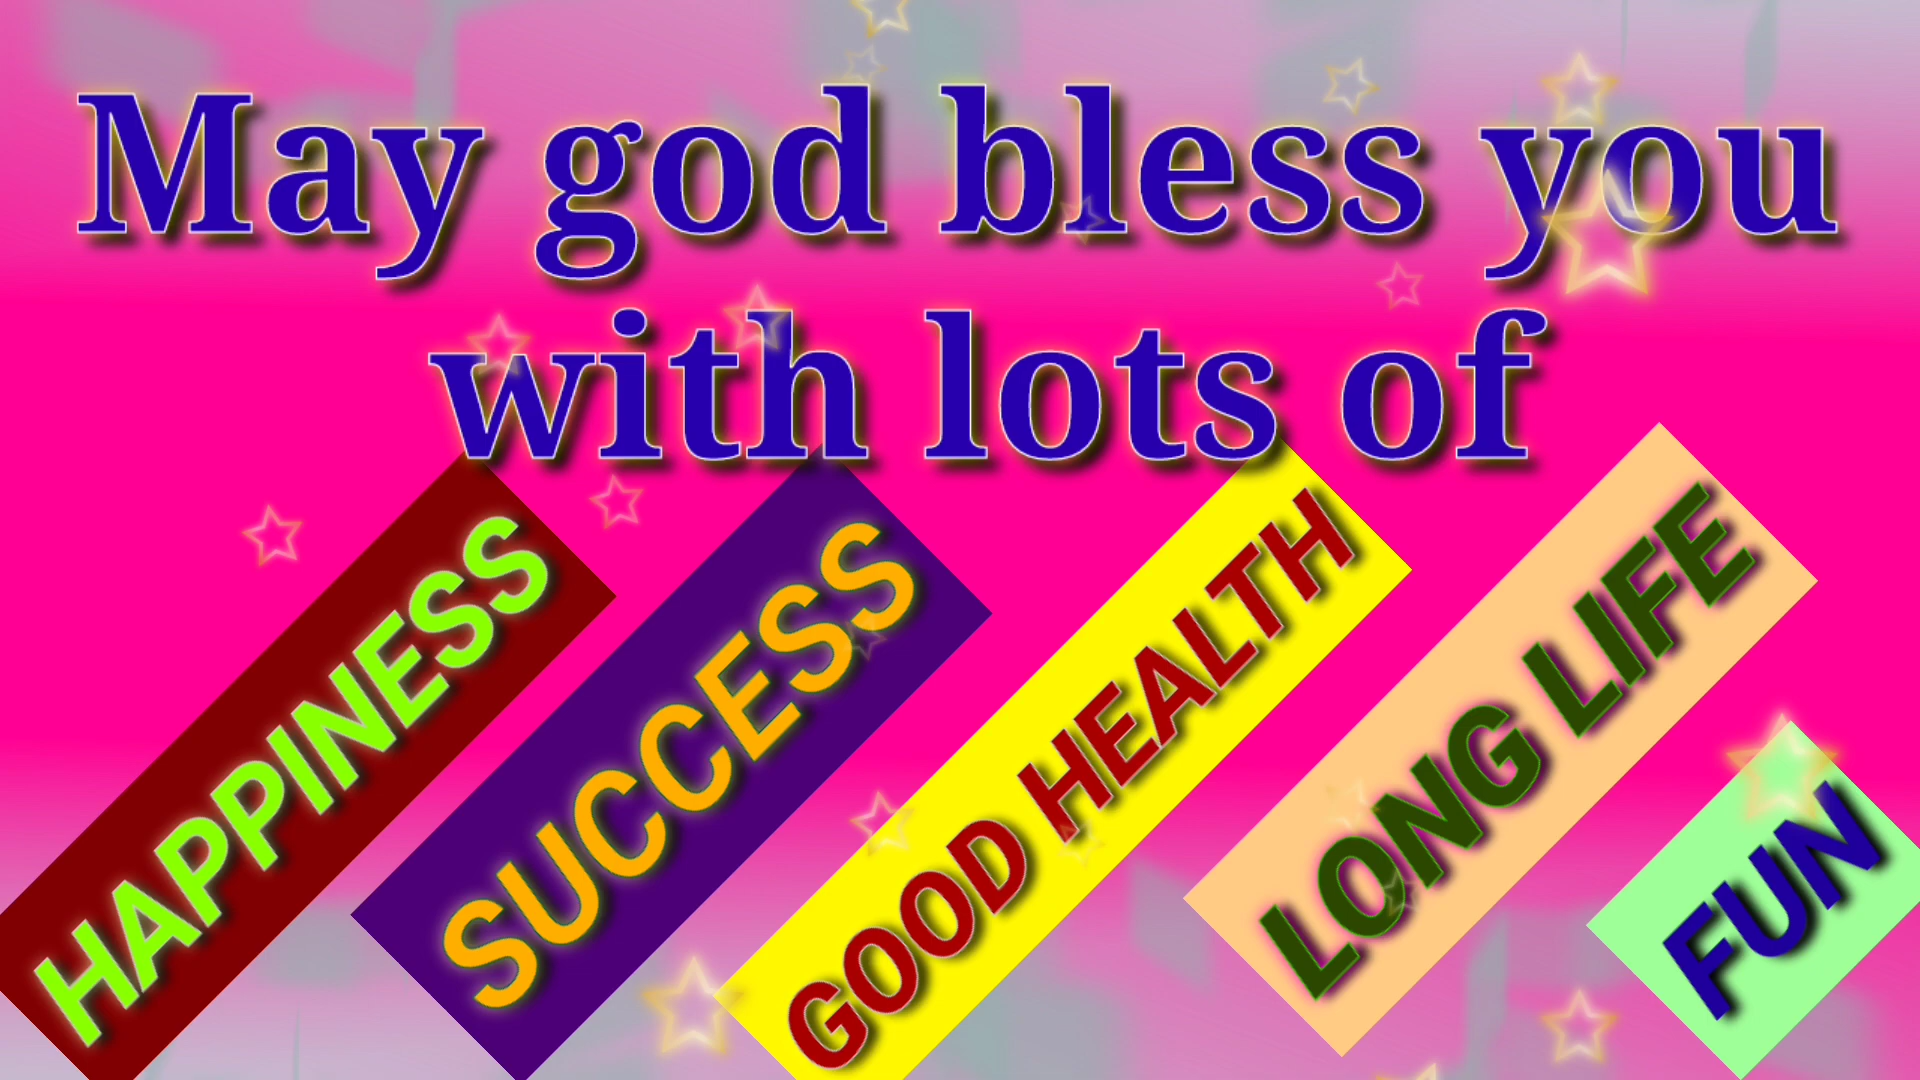 May god bless you
with lots of
HAPPINESS
SUCCESS
GOOD HEALTH
LONG LIFE
FUN